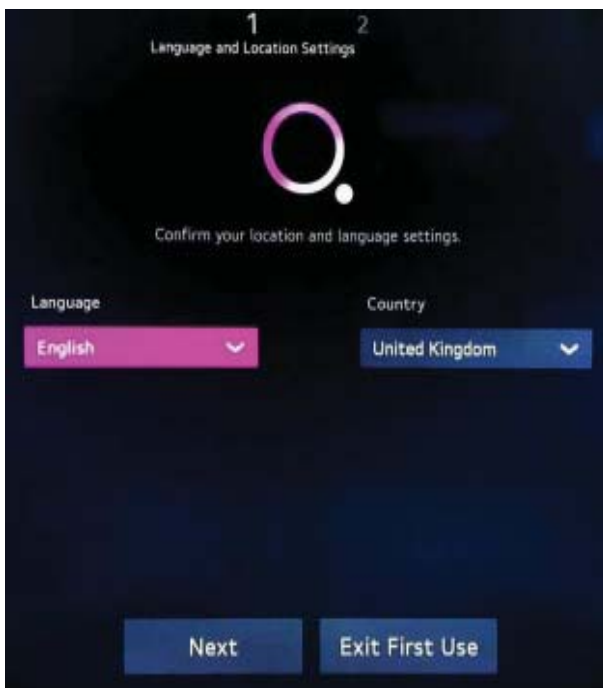 1 2
Language and Location Settings
Confirm your location and language settings.
Language Country
English United Kingdom
Next Exit First Use